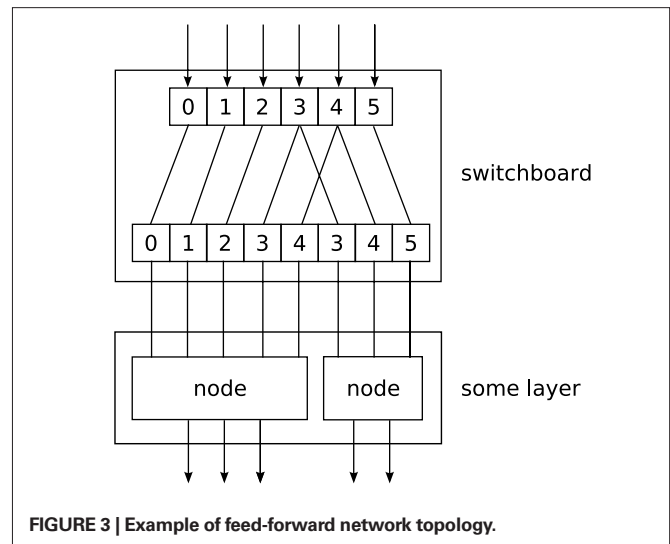 0 1 2 3 4 5
switchboard
0 1 2 3 4 3 4 5
node node some layer
FIGURE 3 | Example of feed-forward network topology.